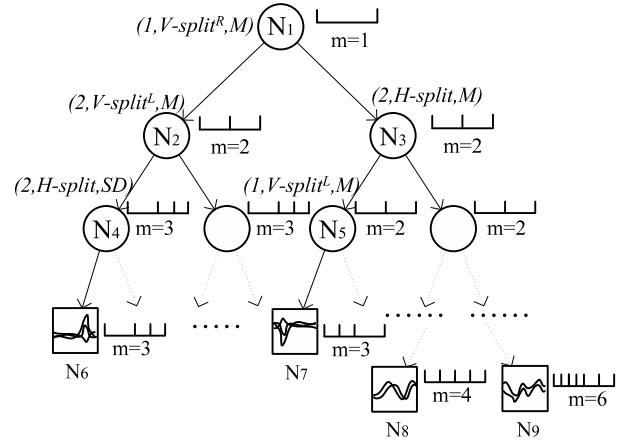 (1,V-split^R,M) N1
m=1
(2,V-split^L,M) (2,H-split,M)
N2 N3
m=2 m=2
(2,H-split,SD) (1,V-split^L,M)
N4 m=3 m=3 N5 m=2 m=2
m=3 m=3
N6 N7
m=4 m=6
N8 N9